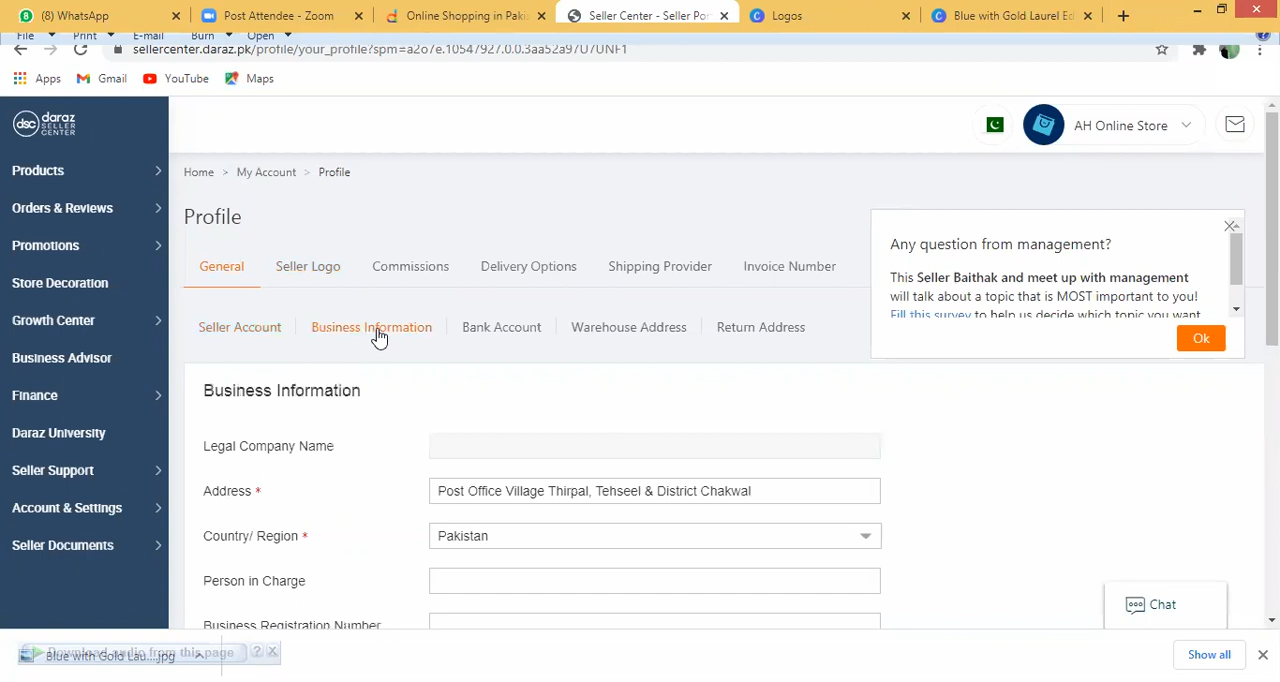 (8) WhatsApp
Post Attendee - Zoom
Online Shopping in Paki
Seller Center - Seller Por
Logos
Blue with Gold Laurel Ed
File Print E-mail Burn Open
sellercenter.daraz.pk/profile/your_profile?spm=a2o7e.10547927.0.0.3aa52a97U7UNF1
Apps Gmail YouTube Maps
dsc daraz
SELLER
CENTER
AH Online Store
Products
Orders & Reviews
Promotions
Store Decoration
Growth Center
Business Advisor
Finance
Daraz University
Seller Support
Account & Settings
Seller Documents
Home > My Account > Profile
Profile
General Seller Logo Commissions Delivery Options Shipping Provider Invoice Number
Seller Account Business Information Bank Account Warehouse Address Return Address
Any question from management?
This Seller Baithak and meet up with management
will talk about a topic that is MOST important to you!
Fill this survey to help us decide which topic you want
Ok
Business Information
Legal Company Name
Address * Post Office Village Thirpal, Tehseel & District Chakwal
Country/ Region * Pakistan
Person in Charge
Business Registration Number
Chat
Download audio from this page
Blue with Gold Lau....jpg
Show all